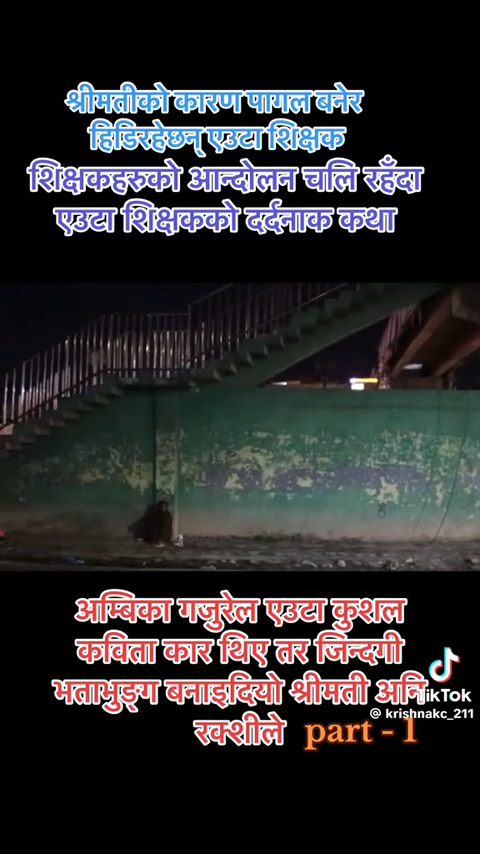 श्रीमतीको कारण पागल बनेर
हिडिरहेछन् एउटा शिक्षक
शिक्षकहरुको आन्दोलन चलि रहँदा
एउटा शिक्षकको दर्दनाक कथा
अम्बिका गजुरेल एउटा कुशल
कविता कार थिए तर जिन्दगी
भताभुङ्ग बनाइदियो श्रीमती अनि
रक्शीले part - 1
TikTok
@ krishnakc_211